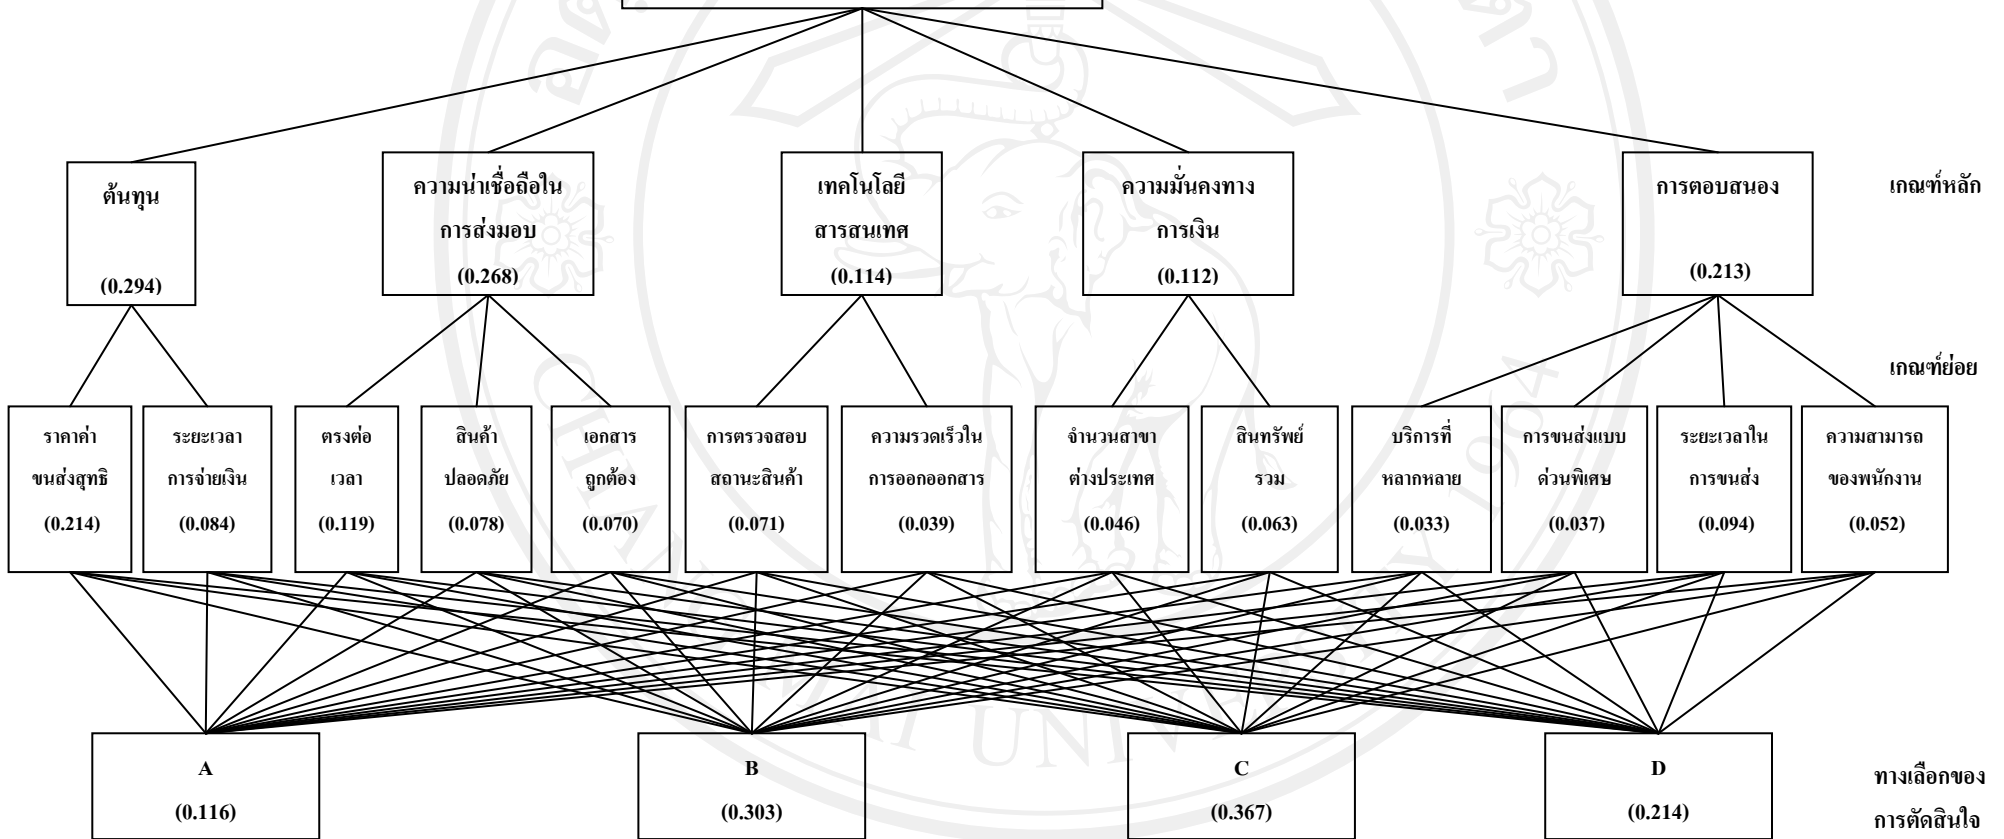 ต้นทุน
(0.294)
ความน่าเชื่อถือใน
การส่งมอบ
(0.268)
เทคโนโลยี
สารสนเทศ
(0.114)
ความมั่นคงทาง
การเงิน
(0.112)
การตอบสนอง
(0.213)
เกณฑ์หลัก
เกณฑ์ย่อย
ราคาค่า
ขนส่งสุทธิ
(0.214)
ระยะเวลา
การจ่ายเงิน
(0.084)
ตรงต่อ
เวลา
(0.119)
สินค้า
ปลอดภัย
(0.078)
เอกสาร
ถูกต้อง
(0.070)
การตรวจสอบ
สถานะสินค้า
(0.071)
ความรวดเร็วใน
การออกออกสาร
(0.039)
จำนวนสาขา
ต่างประเทศ
(0.046)
สินทรัพย์
รวม
(0.063)
บริการที่
หลากหลาย
(0.033)
การขนส่งแบบ
ด่วนพิเศษ
(0.037)
ระยะเวลาใน
การขนส่ง
(0.094)
ความสามารถ
ของพนักงาน
(0.052)
A
(0.116)
B
(0.303)
C
(0.367)
D
(0.214)
ทางเลือกของ
การตัดสินใจ